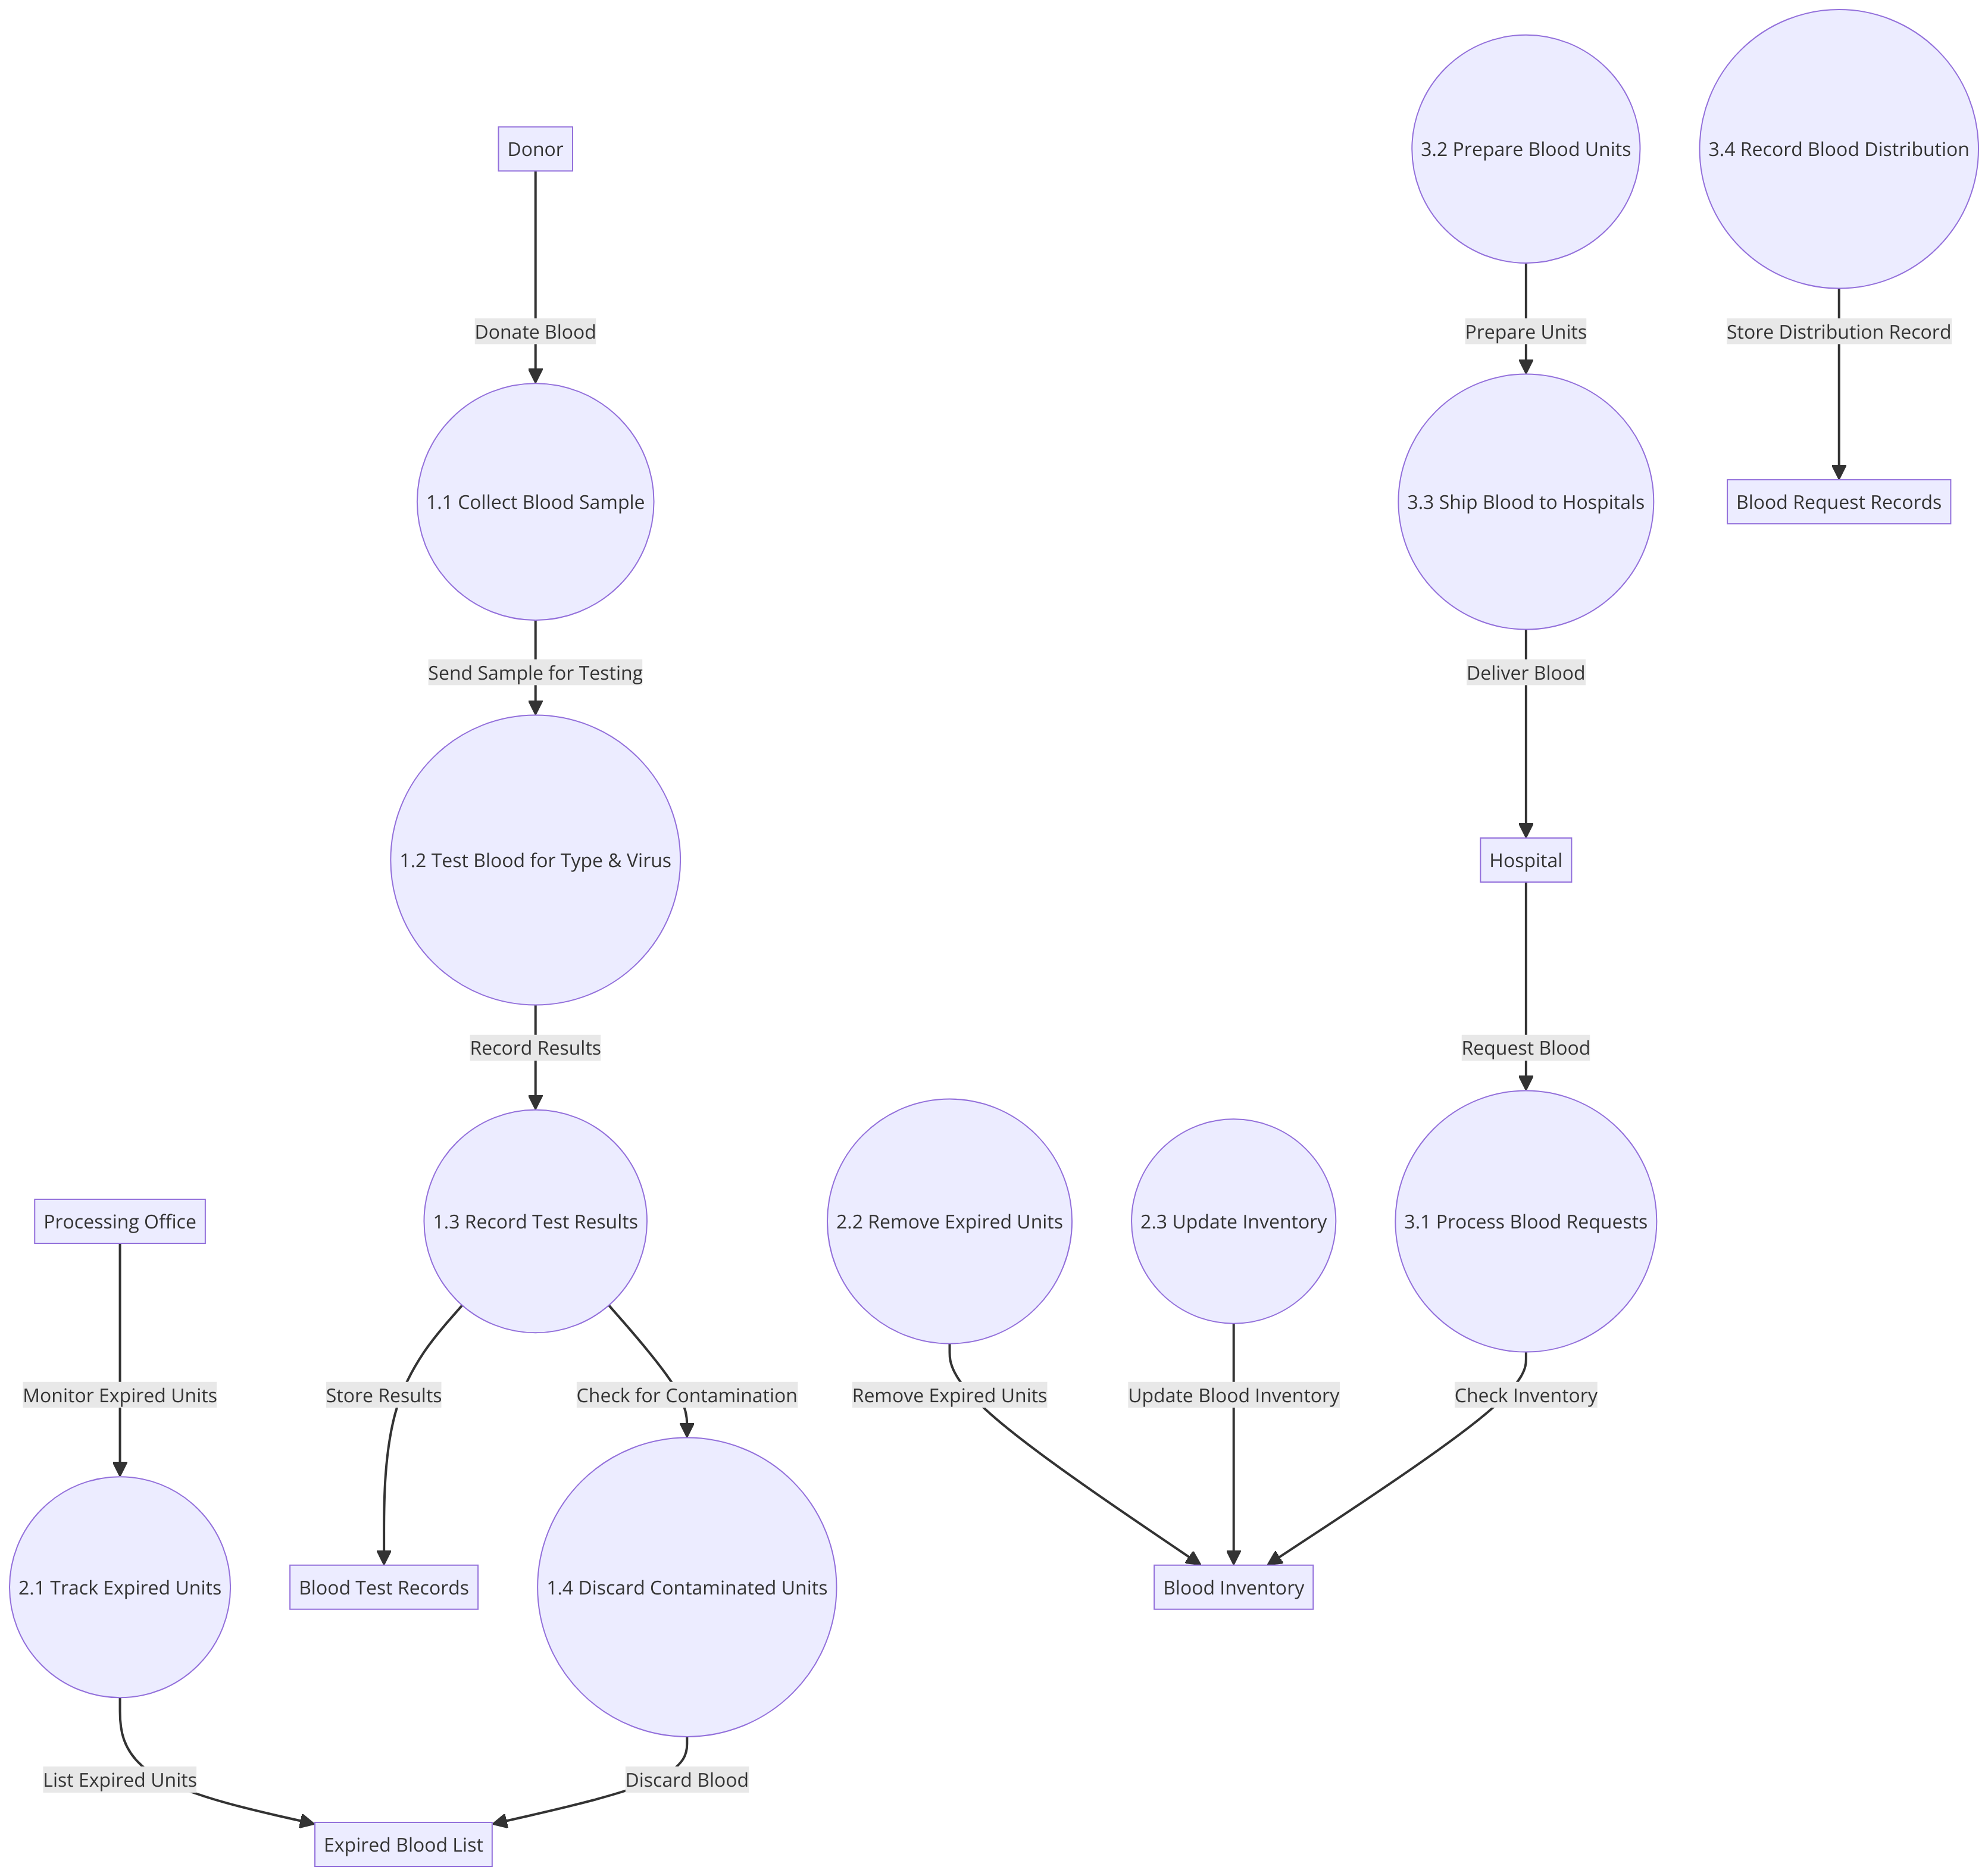 3.2 Prepare Blood Units
3.4 Record Blood Distribution
Donor
Donate Blood
Prepare Units
Store Distribution Record
1.1 Collect Blood Sample
3.3 Ship Blood to Hospitals
Blood Request Records
Send Sample for Testing
Deliver Blood
1.2 Test Blood for Type & Virus
Hospital
Record Results
Request Blood
Processing Office
1.3 Record Test Results
2.2 Remove Expired Units
2.3 Update Inventory
3.1 Process Blood Requests
Monitor Expired Units
Store Results
Check for Contamination
Remove Expired Units
Update Blood Inventory
Check Inventory
2.1 Track Expired Units
Blood Test Records
1.4 Discard Contaminated Units
Blood Inventory
List Expired Units
Discard Blood
Expired Blood List